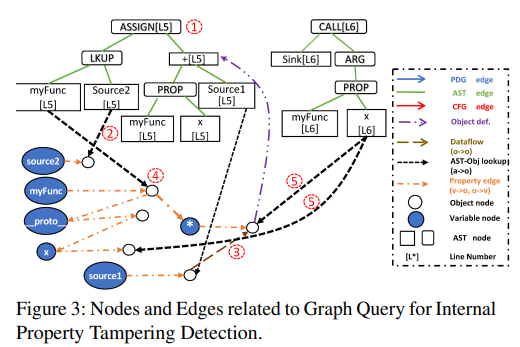 ASSIGN[L5]
①
CALL[L6]
LKUP
+[L5]
Sink[L6]
ARG
myFunc
[L5]
Source2
[L5]
PROP
Source1
[L5]
PROP
myFunc
[L5]
x
[L5]
myFunc
[L6]
x
[L6]
②
source2
④
myFunc
⑤
⑤
__proto__
*
x
③
source1
PDG edge
AST edge
CFG edge
Object def.
Dataflow
(o->o)
AST-Obj lookup
(a->o)
Property edge
(v->o, o->v)
Object node
Variable node
AST node
[L*] Line Number
Figure 3: Nodes and Edges related to Graph Query for Internal
Property Tampering Detection.